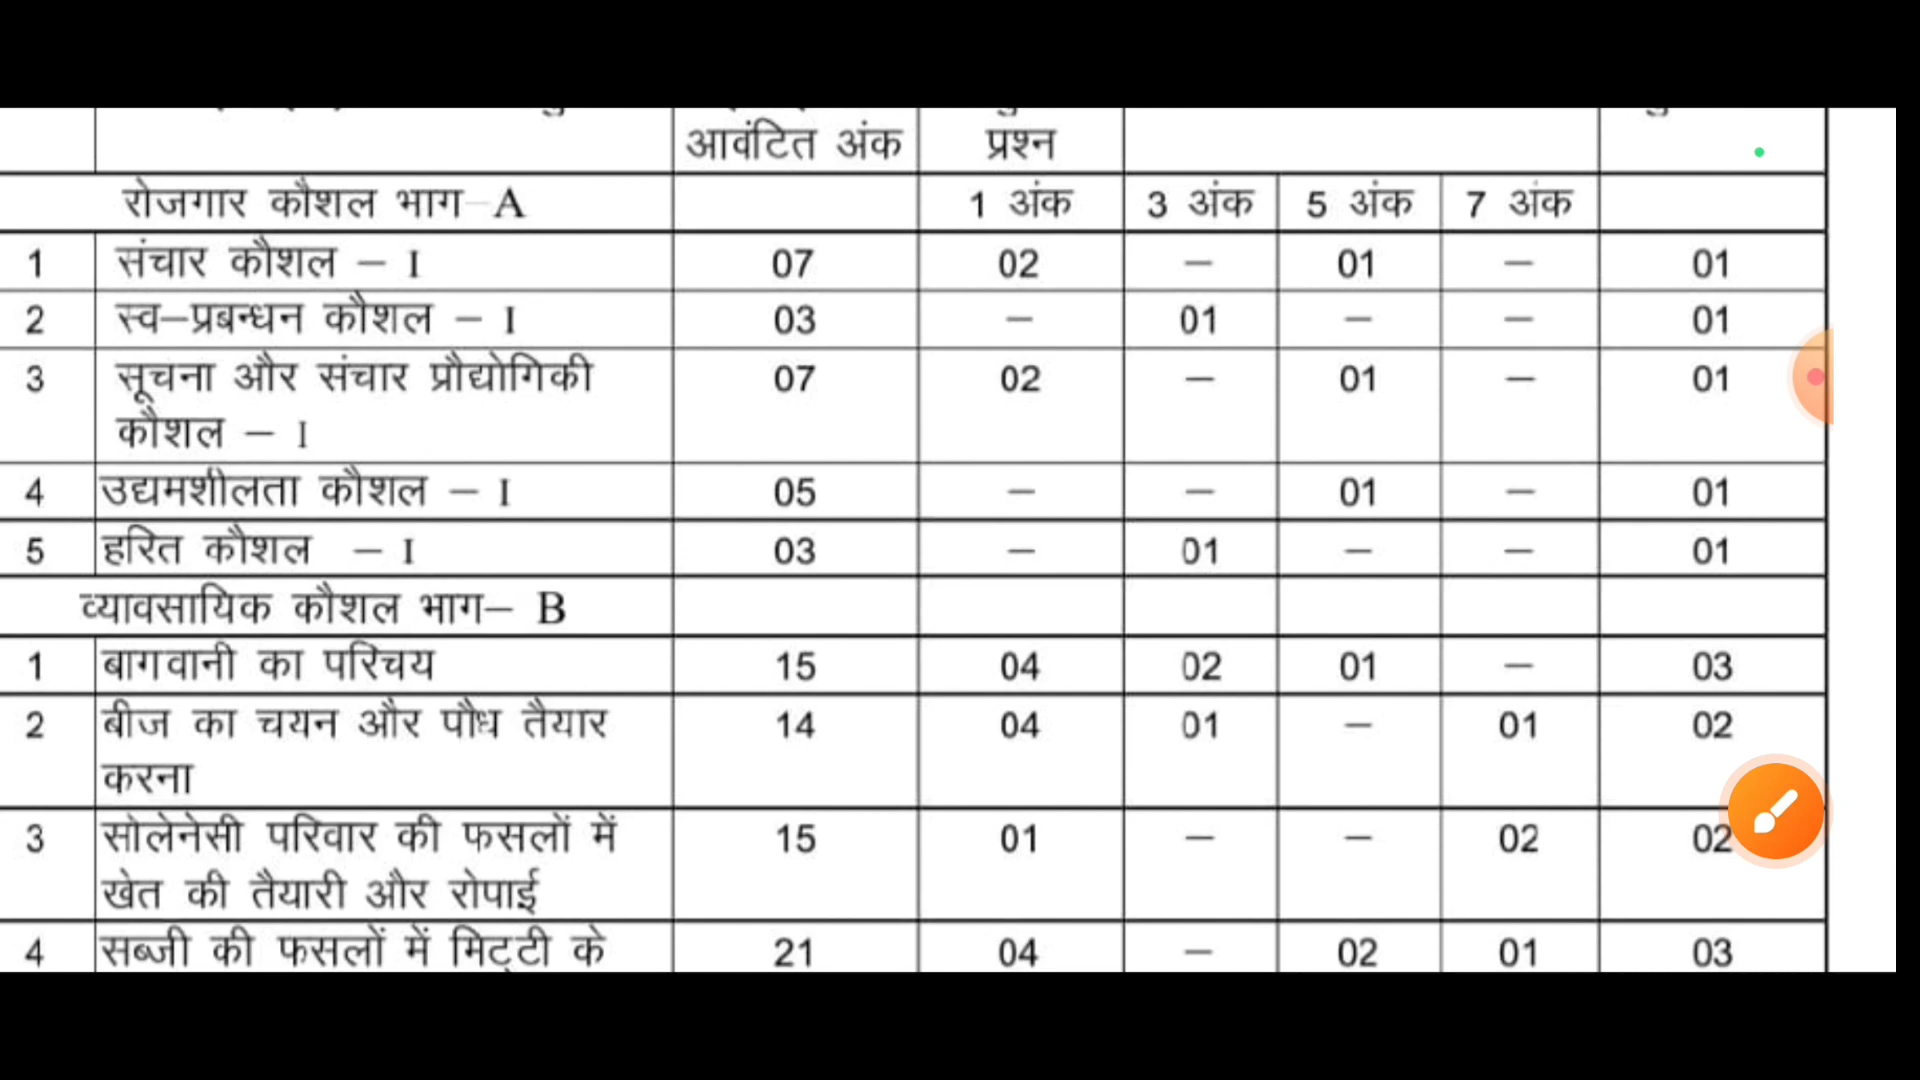 आवंटित अंक प्रश्न
रोजगार कौशल भाग-A 1 अंक 3 अंक 5 अंक 7 अंक
1 संचार कौशल – I 07 02 – 01 – 01
2 स्व–प्रबन्धन कौशल – I 03 – 01 – – 01
3 सूचना और संचार प्रौद्योगिकी 07 02 – 01 – 01
कौशल – I
4 उद्यमशीलता कौशल – I 05 – – 01 – 01
5 हरित कौशल – I 03 – 01 – – 01
व्यावसायिक कौशल भाग– B
1 बागवानी का परिचय 15 04 02 01 – 03
2 बीज का चयन और पौध तैयार 14 04 01 – 01 02
करना
3 सोलेनेसी परिवार की फसलों में 15 01 – – 02 02
खेत की तैयारी और रोपाई
4 सब्जी की फसलों में मिट्टी के 21 04 – 02 01 03